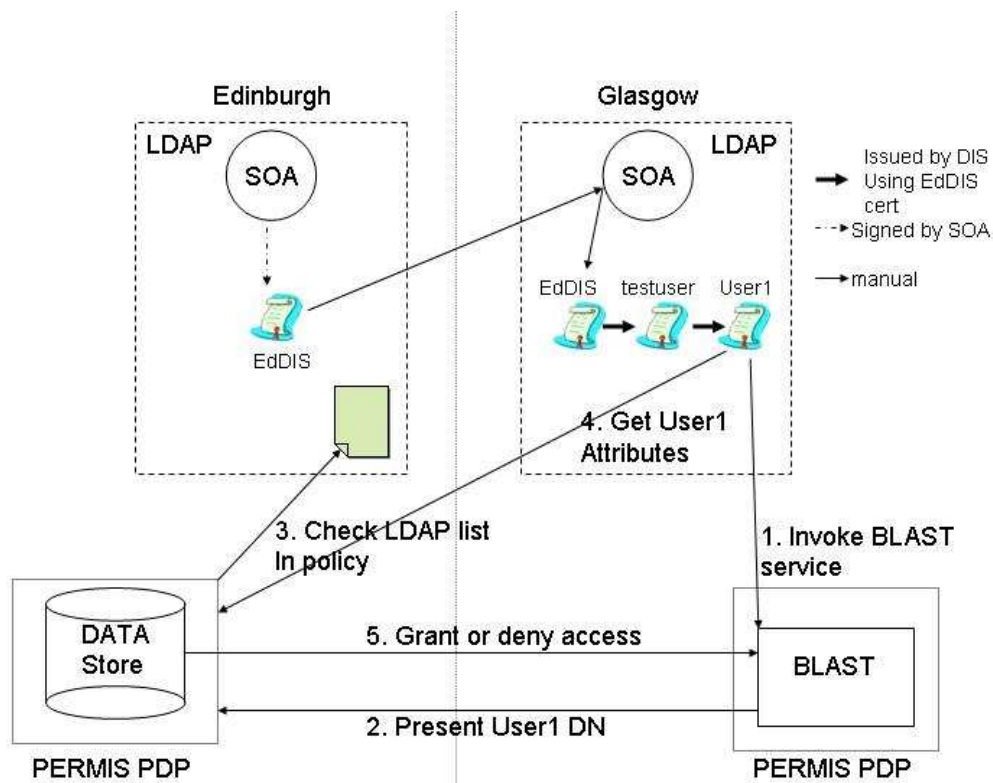 Edinburgh
Glasgow
LDAP
SOA
EdDIS
SOA
LDAP
EdDIS
testuser
User1
Issued by DIS
Using EdDIS
cert
Signed by SOA
manual
4. Get User1
Attributes
3. Check LDAP list
In policy
1. Invoke BLAST
service
DATA
Store
5. Grant or deny access
BLAST
2. Present User1 DN
PERMIS PDP
PERMIS PDP